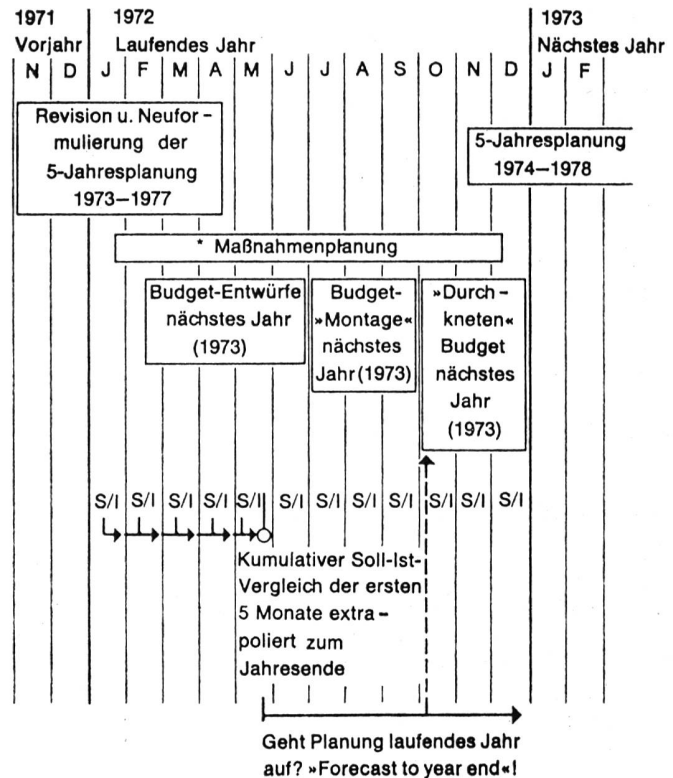 1971 1972 1973
Vorjahr Laufendes Jahr Nächstes Jahr
N D J F M A M J J A S O N D J F
Revision u. Neufor-
mulierung der
5-Jahresplanung
1973–1977
5-Jahresplanung
1974–1978
* Maßnahmenplanung
Budget-Entwürfe
nächstes Jahr
(1973)
Budget-
»Montage«
nächstes
Jahr (1973)
»Durch-
kneten«
Budget
nächstes
Jahr
(1973)
S/I S/I S/I S/I S/I S/I S/I S/I S/I S/I S/I S/I
Kumulativer Soll-Ist-
Vergleich der ersten
5 Monate extra-
poliert zum
Jahresende
Geht Planung laufendes Jahr
auf? »Forecast to year end«!